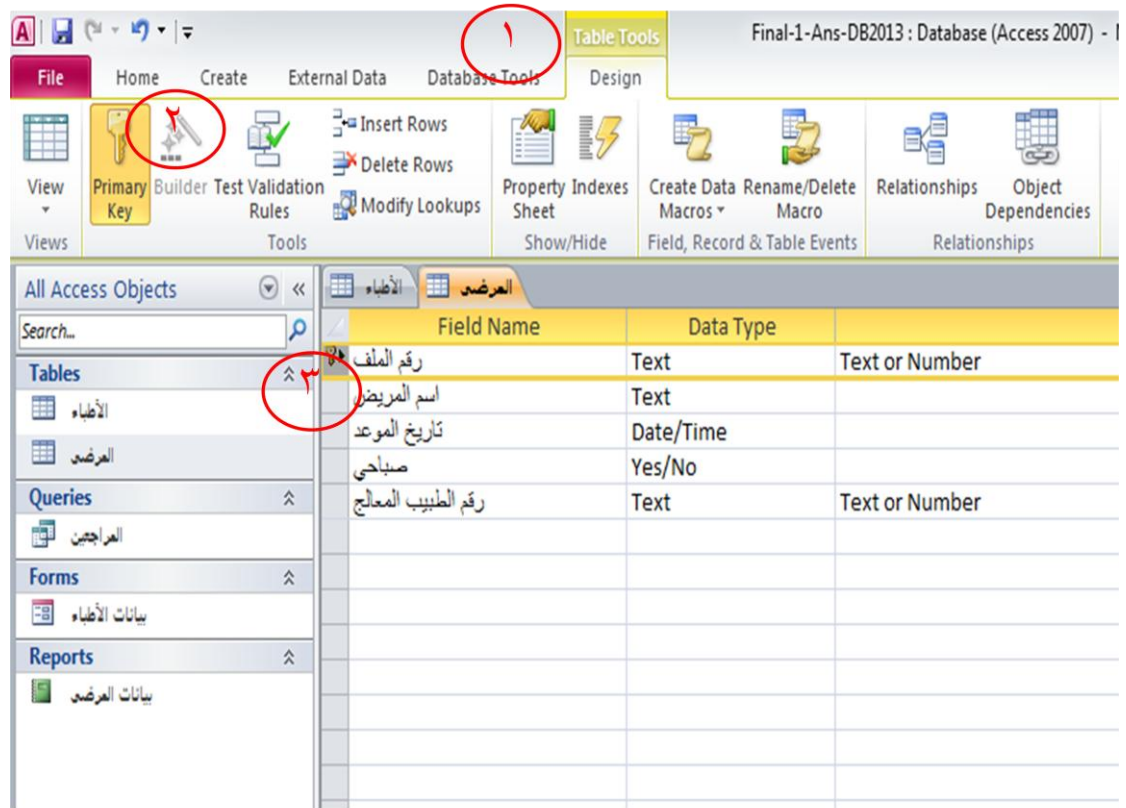 ١
Table Tools
Final-1-Ans-DB2013 : Database (Access 2007) -
File Home Create External Data Database Tools Design
٢
Insert Rows
Delete Rows
Modify Lookups
View
Primary Key
Builder
Test Validation Rules
Property Sheet
Indexes
Create Data Macros
Rename/Delete Macro
Relationships
Object Dependencies
Views
Tools
Show/Hide
Field, Record & Table Events
Relationships
All Access Objects
Search...
Tables
الأطباء
المرضى
Queries
المراجعين
Forms
بيانات الأطباء
Reports
بيانات المرضى
٣
الأطباء
المرضى
Field Name Data Type
رقم الملف Text Text or Number
اسم المريض Text
تاريخ الموعد Date/Time
صباحي Yes/No
رقم الطبيب المعالج Text Text or Number